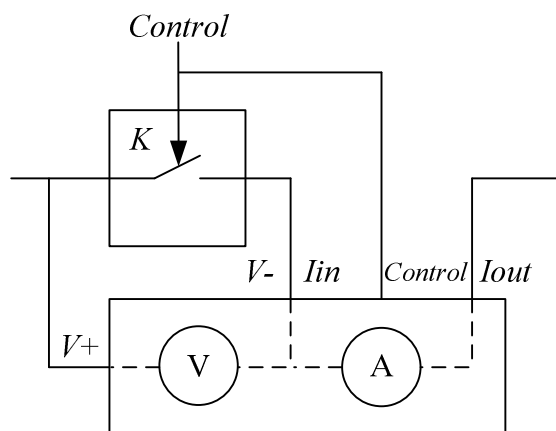 Control
K
V- Iin Control Iout
V+
V A